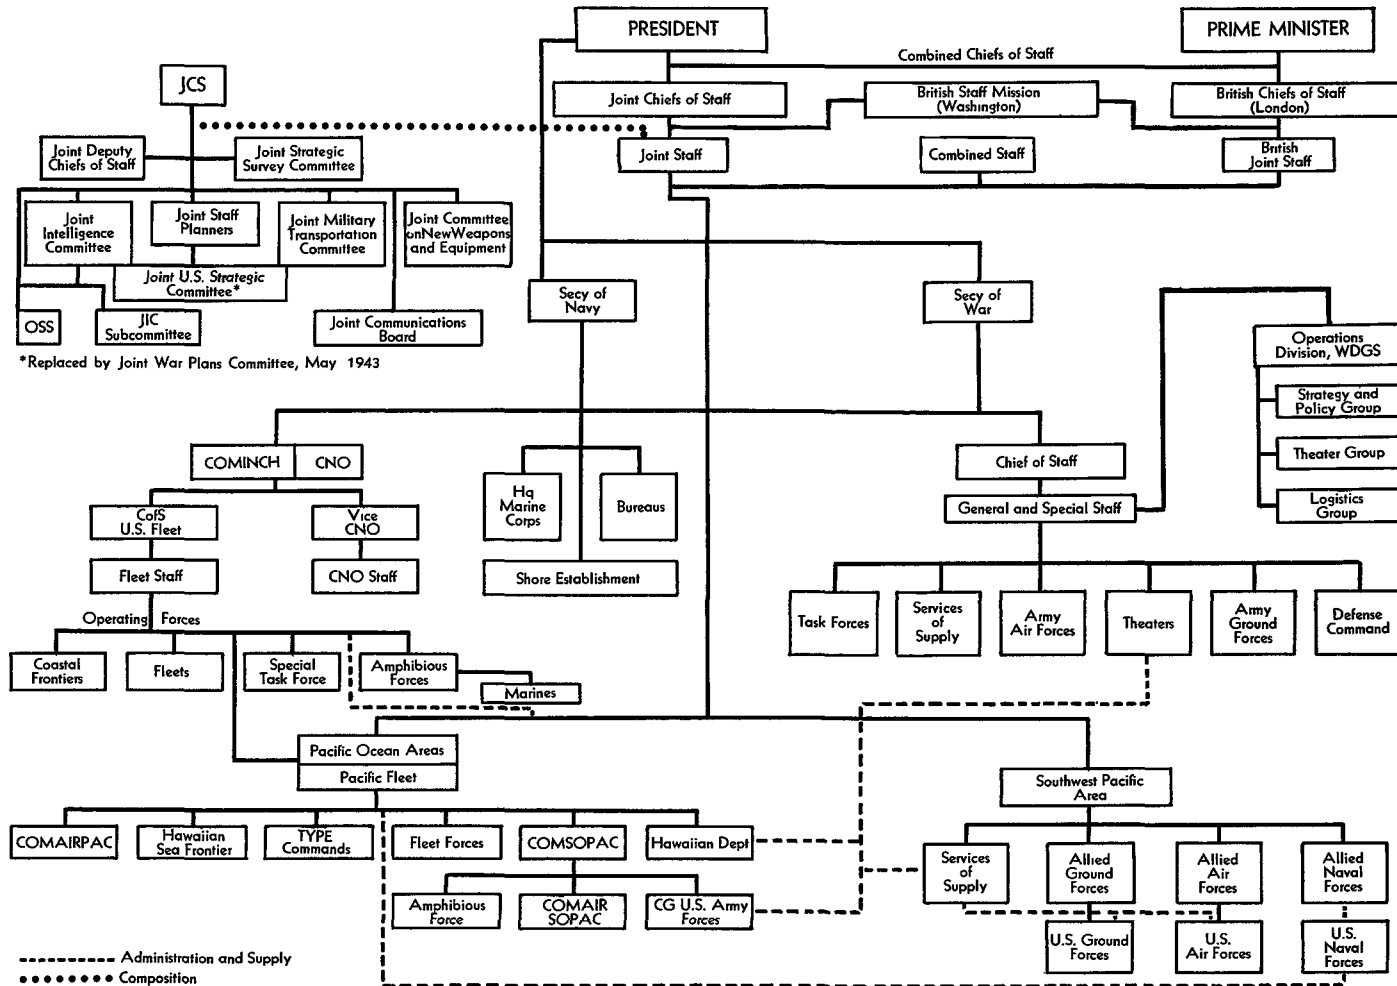 PRESIDENT
PRIME MINISTER
Combined Chiefs of Staff
JCS
Joint Chiefs of Staff
British Staff Mission
(Washington)
British Chiefs of Staff
(London)
Joint Deputy
Chiefs of Staff
Joint Strategic
Survey Committee
Joint Staff
Combined Staff
British
Joint Staff
Joint
Intelligence
Committee
Joint Staff
Planners
Joint Military
Transportation
Committee
Joint Committee
onNewWeapons
and Equipment
Joint U.S. Strategic
Committee*
OSS
JIC
Subcommittee
Joint Communications
Board
*Replaced by Joint War Plans Committee, May 1943
Secy of
Navy
Secy of
War
Operations
Division, WDGS
Strategy and
Policy Group
Theater Group
Logistics
Group
COMINCH
CNO
Hq
Marine
Corps
Bureaus
Chief of Staff
General and Special Staff
CofS
U.S. Fleet
Vice
CNO
Fleet Staff
CNO Staff
Shore Establishment
Operating Forces
Task Forces
Services
of
Supply
Army
Air Forces
Theaters
Army
Ground
Forces
Defense
Command
Coastal
Frontiers
Fleets
Special
Task Force
Amphibious
Forces
Marines
Pacific Ocean Areas
Pacific Fleet
Southwest Pacific
Area
COMAIRPAC
Hawaiian
Sea Frontier
TYPE
Commands
Fleet Forces
COMSOPAC
Hawaiian Dept
Services
of
Supply
Allied
Ground
Forces
Allied
Air
Forces
Allied
Naval
Forces
Amphibious
Force
COMAIR
SOPAC
CG U.S. Army
Forces
U.S. Ground
Forces
U.S.
Air Forces
U.S.
Naval
Forces
Administration and Supply
Composition